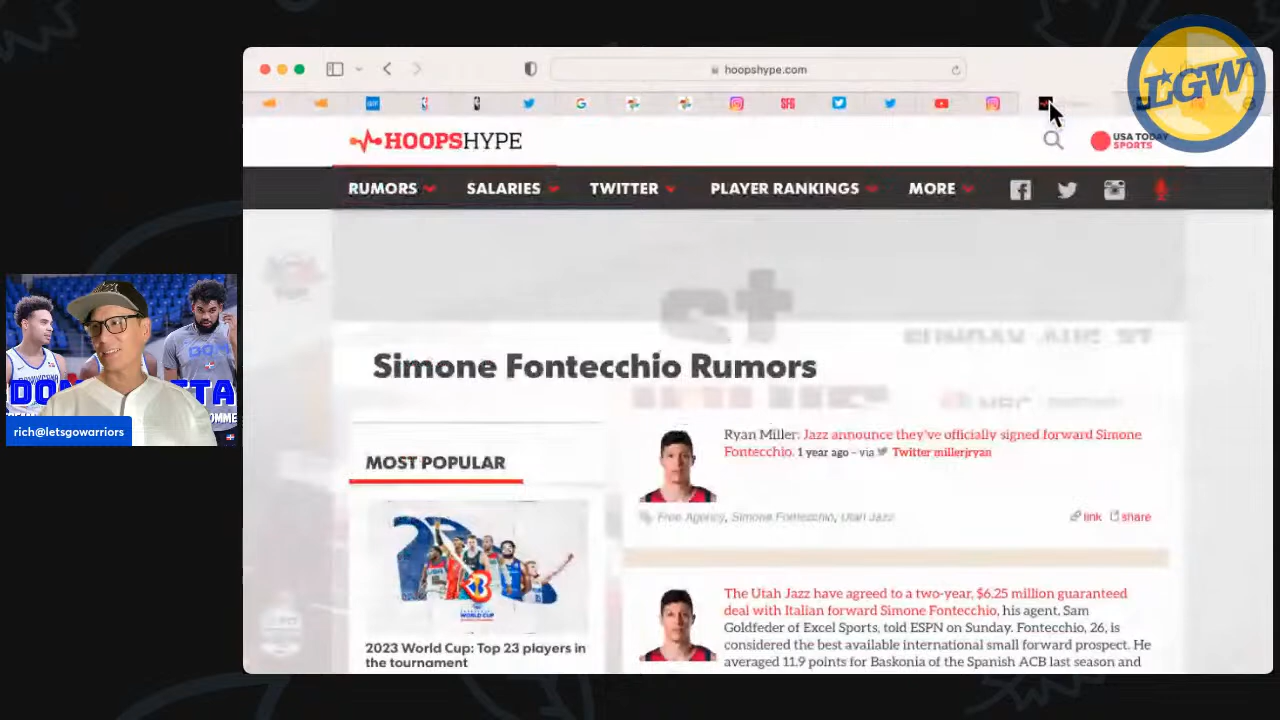 LGW
hoopshype.com
SFG
HOOPSHYPE
USA TODAY
SPORTS
RUMORS
SALARIES
TWITTER
PLAYER RANKINGS
MORE
st
Simone Fontecchio Rumors
Ryan Miller: Jazz announce they've officially signed forward Simone
Fontecchio. 1 year ago – via Twitter millerjryan
MOST POPULAR
Free Agency, Simone Fontecchio, Utah Jazz
link share
The Utah Jazz have agreed to a two-year, $6.25 million guaranteed
deal with Italian forward Simone Fontecchio, his agent, Sam
Goldfeder of Excel Sports, told ESPN on Sunday. Fontecchio, 26, is
considered the best available international small forward prospect. He
averaged 11.9 points for Baskonia of the Spanish ACB last season and
2023 World Cup: Top 23 players in
the tournament
rich@letsgowarriors